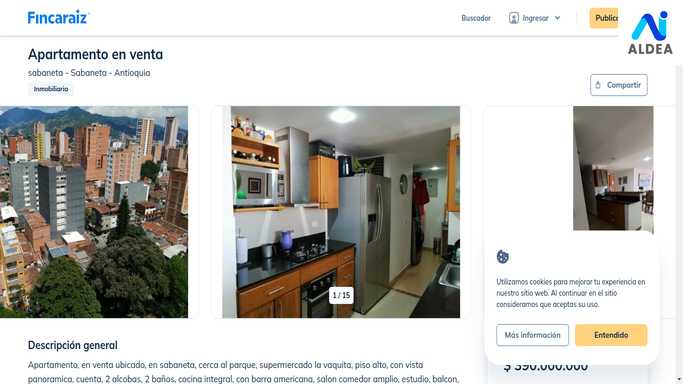 Fincaraiz
Buscador
Ingresar
Public
ALDEA
Apartamento en venta
sabaneta - Sabaneta - Antioquia
Inmobiliario
Compartir
1 / 15
Utilizamos cookies para mejorar tu experiencia en
nuestro sitio web. Al continuar en el sitio
consideramos que aceptas su uso.
Más información
Entendido
$ 390.000.000
Descripción general
Apartamento, en venta ubicado, en sabaneta, cerca al parque, supermercado la vaquita, piso alto, con vista
panoramica, cuenta, 2 alcobas, 2 baños, cocina integral, con barra americana, salon comedor amplio, estudio, balcon,